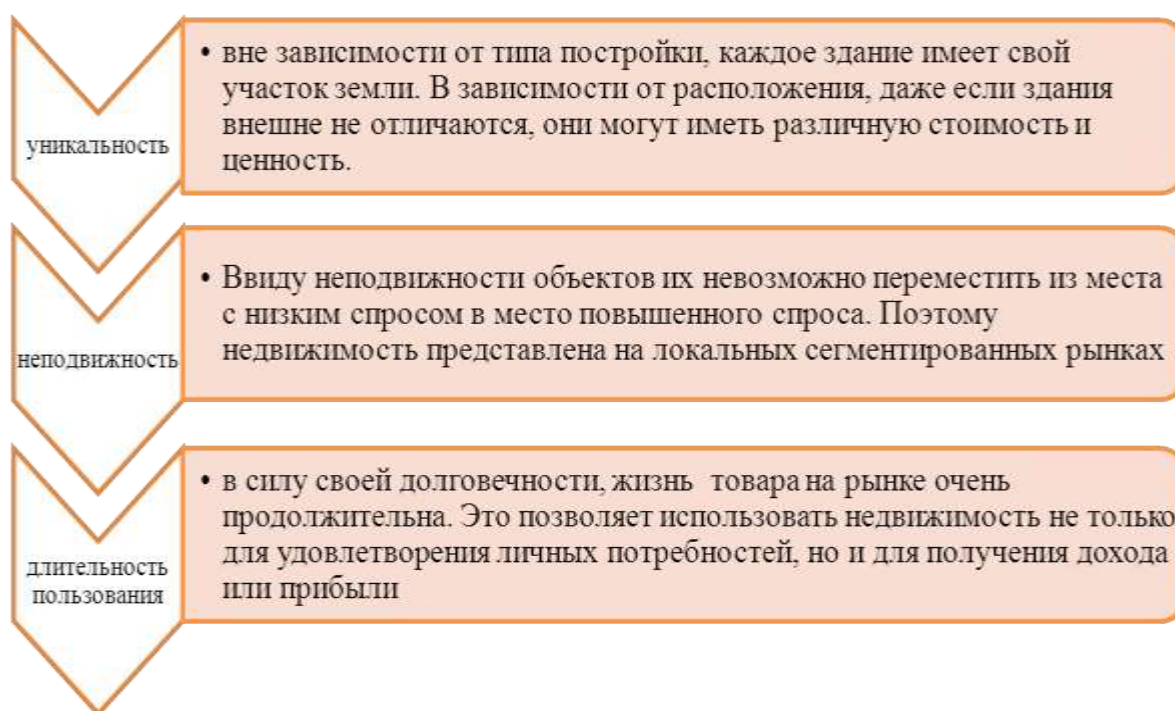 уникальность
• вне зависимости от типа постройки, каждое здание имеет свой
участок земли. В зависимости от расположения, даже если здания
внешне не отличаются, они могут иметь различную стоимость и
ценность.
неподвижность
• Ввиду неподвижности объектов их невозможно переместить из места
с низким спросом в место повышенного спроса. Поэтому
недвижимость представлена на локальных сегментированных рынках
длительность
пользования
• в силу своей долговечности, жизнь товара на рынке очень
продолжительна. Это позволяет использовать недвижимость не только
для удовлетворения личных потребностей, но и для получения дохода
или прибыли